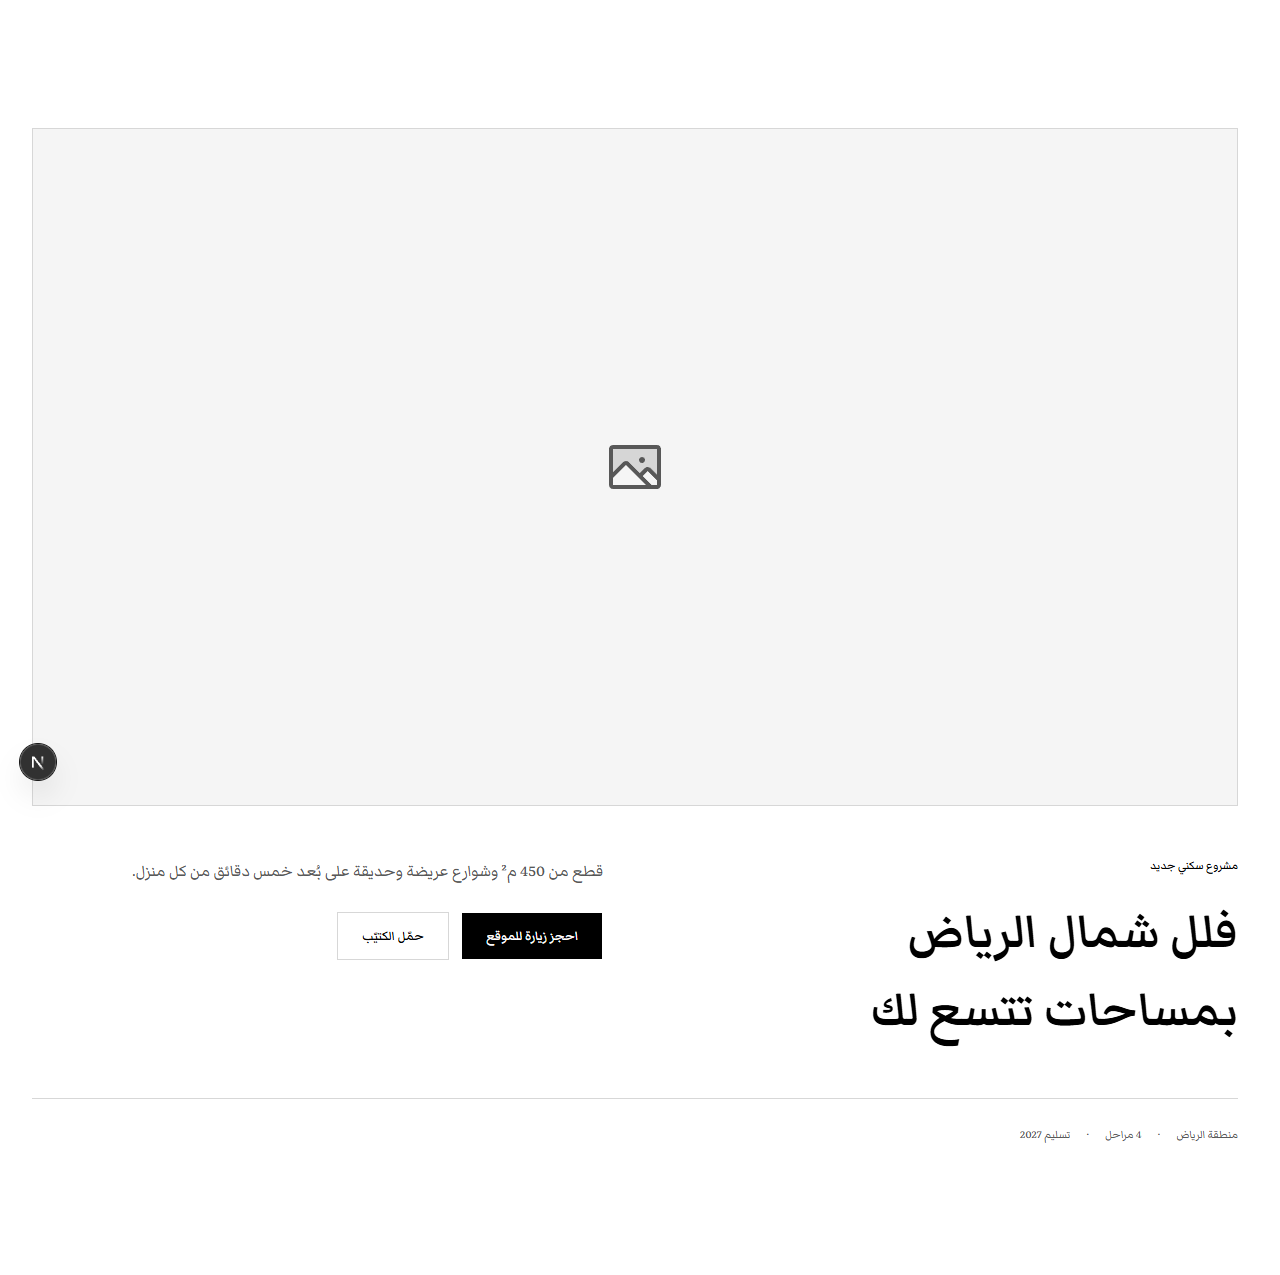 مشروع سكني جديد
فلل شمال الرياض
بمساحات تتسع لك
قطع من 450 م² وشوارع عريضة وحديقة على بُعد خمس دقائق من كل منزل.
احجز زيارة للموقع
حمّل الكتيّب
منطقة الرياض · 4 مراحل · تسليم 2027
N